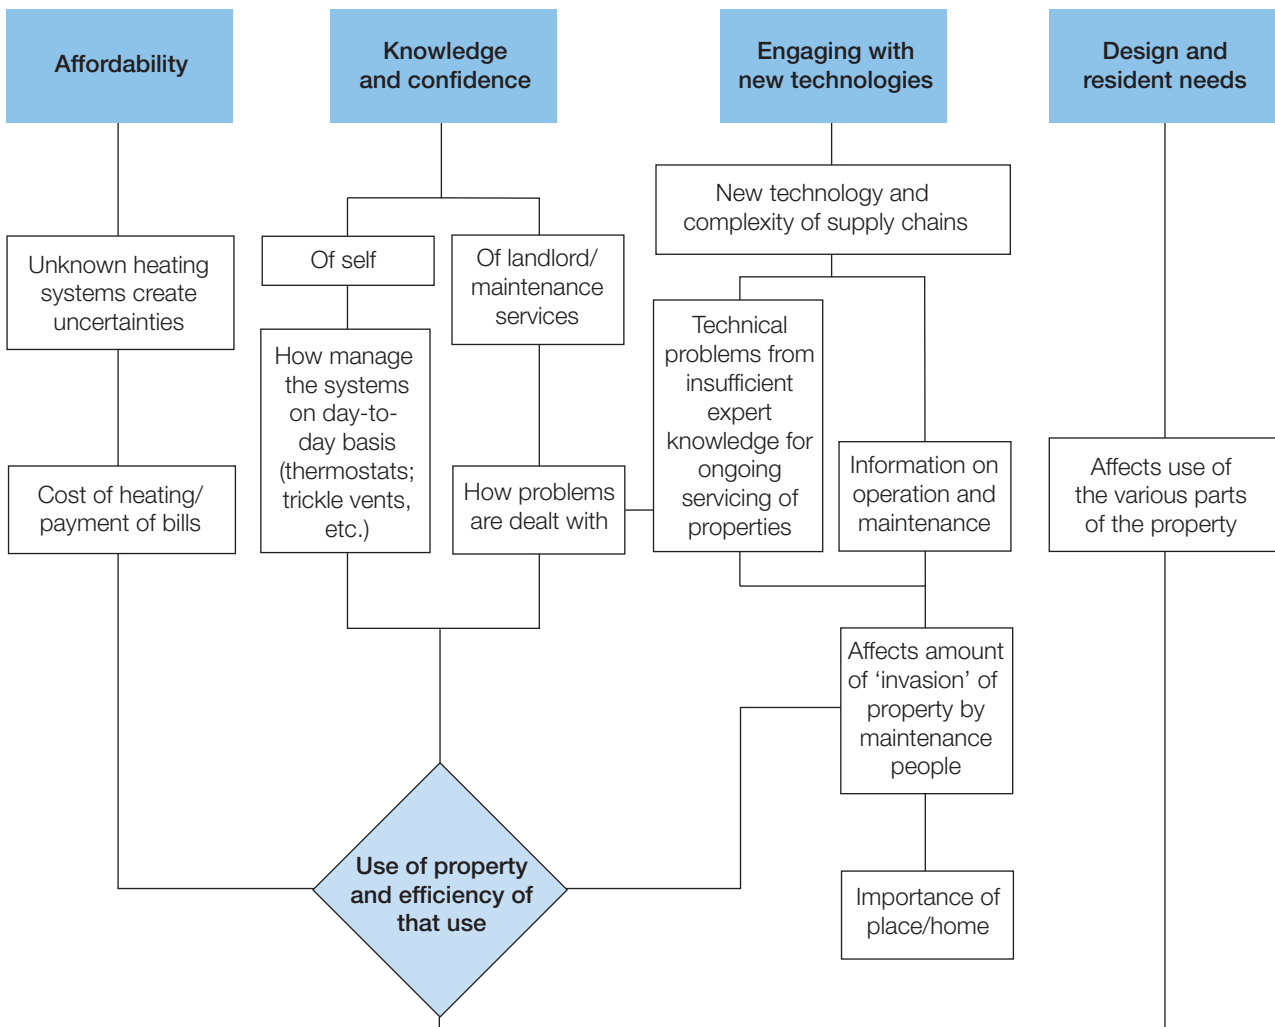 Affordability
Knowledge
and confidence
Engaging with
new technologies
Design and
resident needs
New technology and
complexity of supply chains
Unknown heating
systems create
uncertainties
Of self
Of landlord/
maintenance
services
How manage
the systems
on day-to-
day basis
(thermostats;
trickle vents,
etc.)
Technical
problems from
insufficient
expert
knowledge for
ongoing
servicing of
properties
Cost of heating/
payment of bills
How problems
are dealt with
Information on
operation and
maintenance
Affects use of
the various parts
of the property
Affects amount
of ‘invasion’ of
property by
maintenance
people
Use of property
and efficiency of
that use
Importance of
place/home